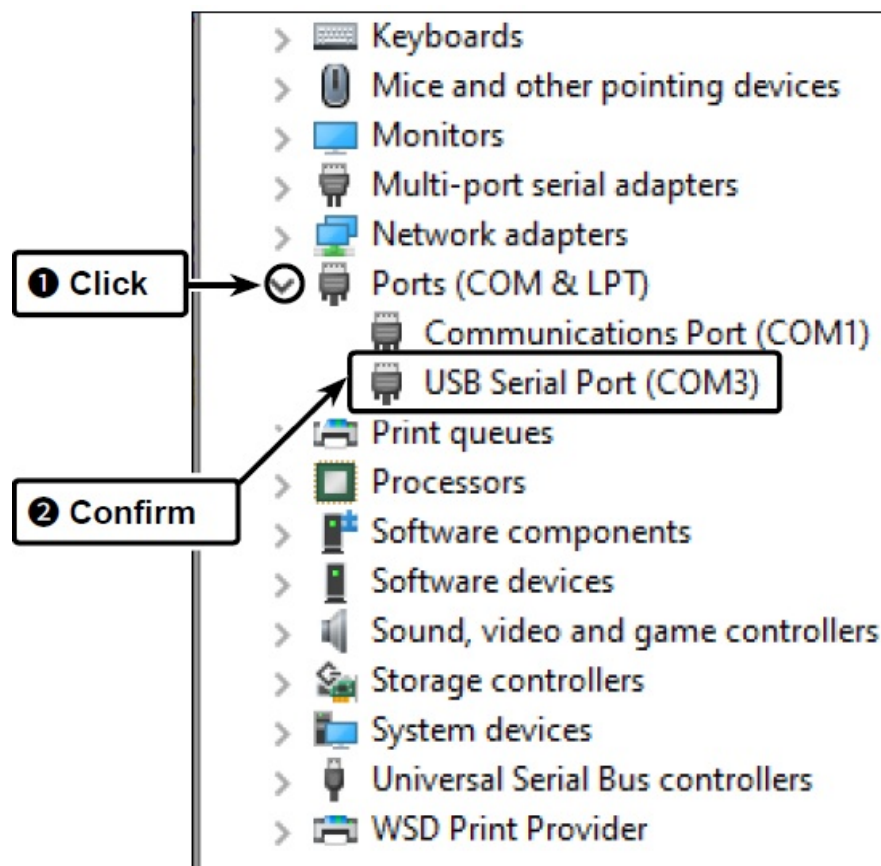 Keyboards
Mice and other pointing devices
Monitors
Multi-port serial adapters
Network adapters
❶ Click
Ports (COM & LPT)
Communications Port (COM1)
USB Serial Port (COM3)
Print queues
Processors
❷ Confirm
Software components
Software devices
Sound, video and game controllers
Storage controllers
System devices
Universal Serial Bus controllers
WSD Print Provider